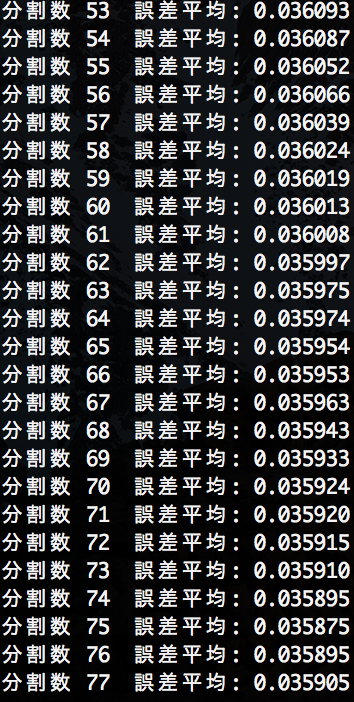 分割数 53 誤差平均: 0.036093
分割数 54 誤差平均: 0.036087
分割数 55 誤差平均: 0.036052
分割数 56 誤差平均: 0.036066
分割数 57 誤差平均: 0.036039
分割数 58 誤差平均: 0.036024
分割数 59 誤差平均: 0.036019
分割数 60 誤差平均: 0.036013
分割数 61 誤差平均: 0.036008
分割数 62 誤差平均: 0.035997
分割数 63 誤差平均: 0.035975
分割数 64 誤差平均: 0.035974
分割数 65 誤差平均: 0.035954
分割数 66 誤差平均: 0.035953
分割数 67 誤差平均: 0.035963
分割数 68 誤差平均: 0.035943
分割数 69 誤差平均: 0.035933
分割数 70 誤差平均: 0.035924
分割数 71 誤差平均: 0.035920
分割数 72 誤差平均: 0.035915
分割数 73 誤差平均: 0.035910
分割数 74 誤差平均: 0.035895
分割数 75 誤差平均: 0.035875
分割数 76 誤差平均: 0.035895
分割数 77 誤差平均: 0.035905